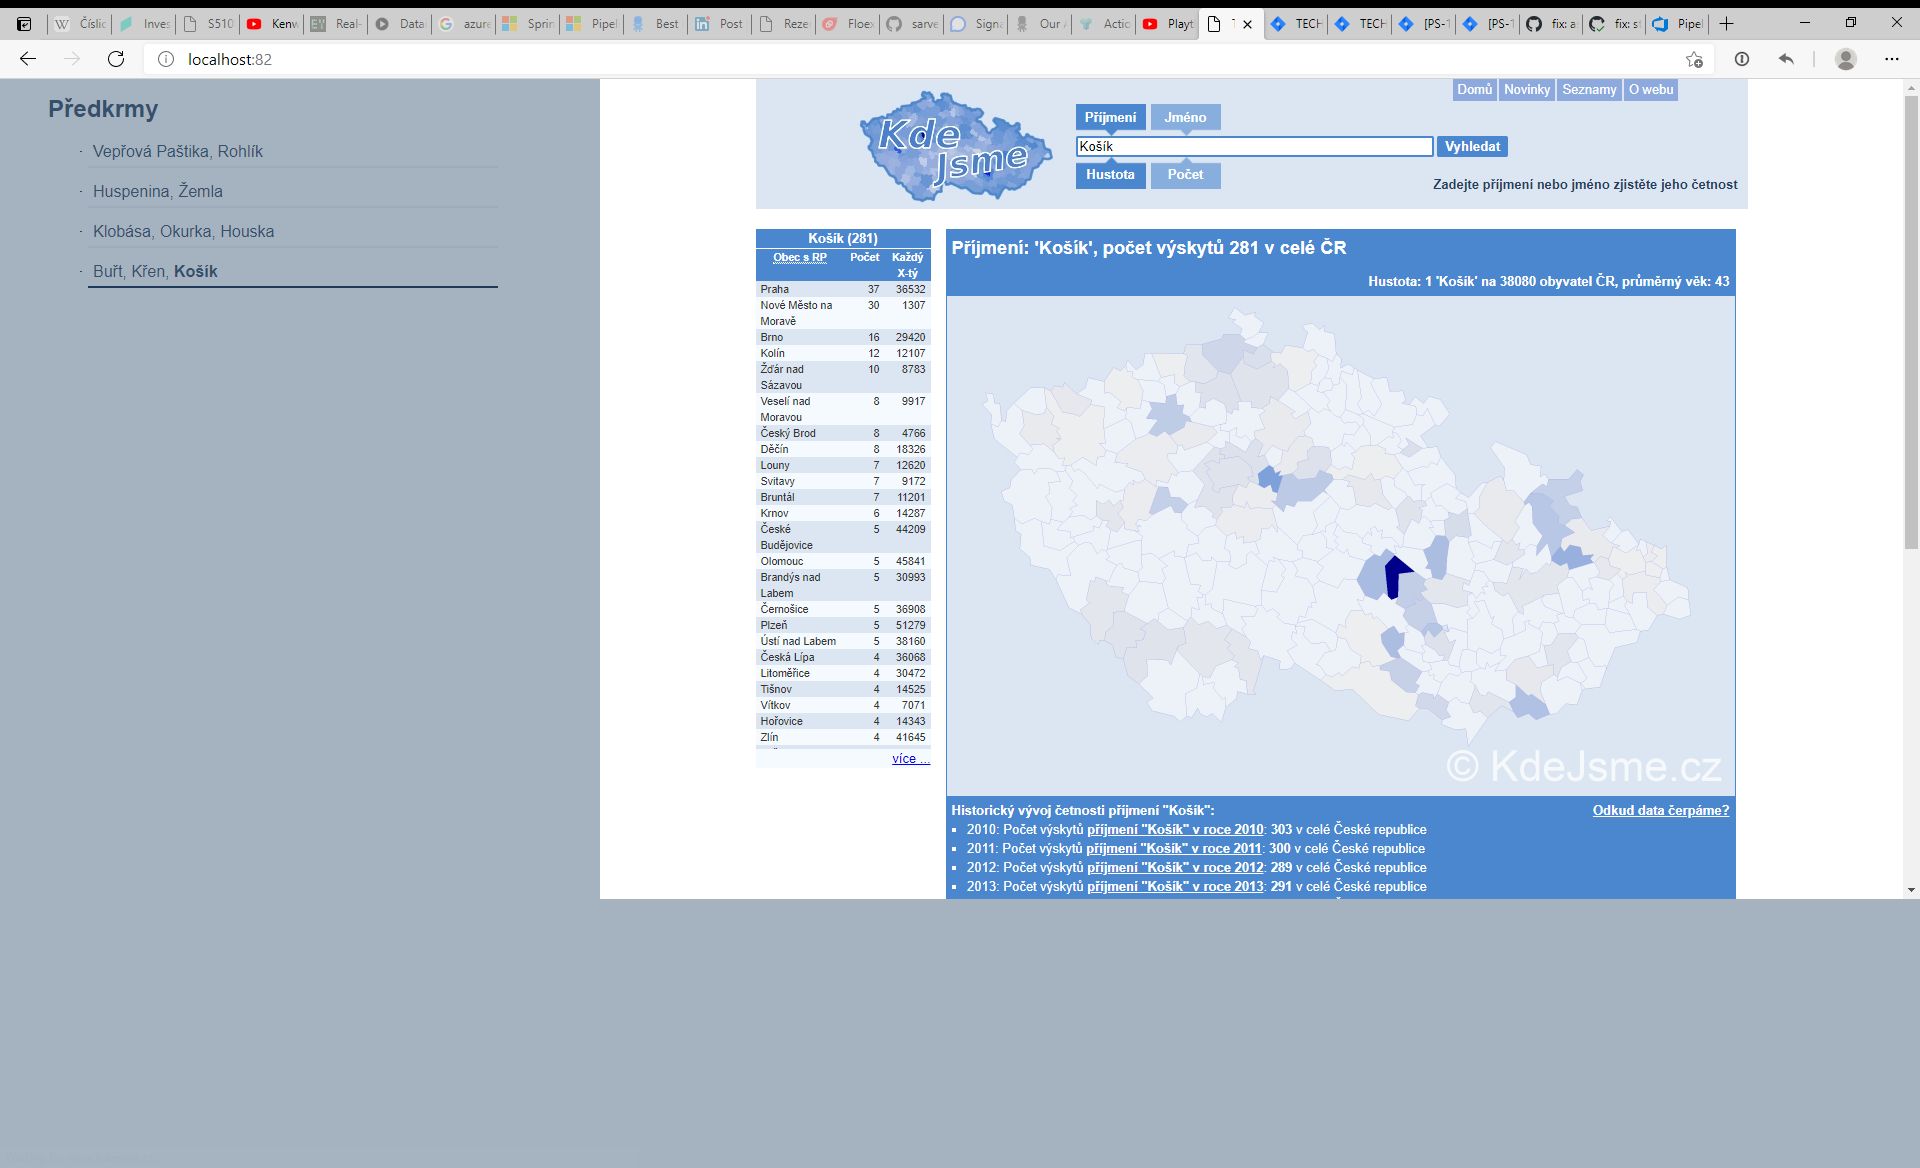 Číslic
Inves
S510
Kenw
Real-
Data
azure
Sprin
Pipel
Best
Post
Reze
Floex
sarve
Signa
Our A
Actio
Playt
TECH
TECH
[PS-1
[PS-1
fix: a
fix: st
Pipel
localhost:82
Předkrmy
· Vepřová Paštika, Rohlík
· Huspenina, Žemla
· Klobása, Okurka, Houska
· Buřt, Křen, Košík
Domů Novinky Seznamy O webu
Kde Jsme
Příjmení Jméno
Košík Vyhledat
Hustota Počet
Zadejte příjmení nebo jméno zjistěte jeho četnost
Košík (281)
Obec s RP Počet Každý X-tý
Praha 37 36532
Nové Město na Moravě 30 1307
Brno 16 29420
Kolín 12 12107
Žďár nad Sázavou 10 8783
Veselí nad Moravou 8 9917
Český Brod 8 4766
Děčín 8 18326
Louny 7 12620
Svitavy 7 9172
Bruntál 7 11201
Krnov 6 14287
České Budějovice 5 44209
Olomouc 5 45841
Brandýs nad Labem 5 30993
Černošice 5 36908
Plzeň 5 51279
Ústí nad Labem 5 38160
Česká Lípa 4 36068
Litoměřice 4 30472
Tišnov 4 14525
Vítkov 4 7071
Hořovice 4 14343
Zlín 4 41645
více ...
Příjmení: 'Košík', počet výskytů 281 v celé ČR
Hustota: 1 'Košík' na 38080 obyvatel ČR, průměrný věk: 43
© KdeJsme.cz
Historický vývoj četnosti příjmení "Košík": Odkud data čerpáme?
2010: Počet výskytů příjmení "Košík" v roce 2010: 303 v celé České republice
2011: Počet výskytů příjmení "Košík" v roce 2011: 300 v celé České republice
2012: Počet výskytů příjmení "Košík" v roce 2012: 289 v celé České republice
2013: Počet výskytů příjmení "Košík" v roce 2013: 291 v celé České republice